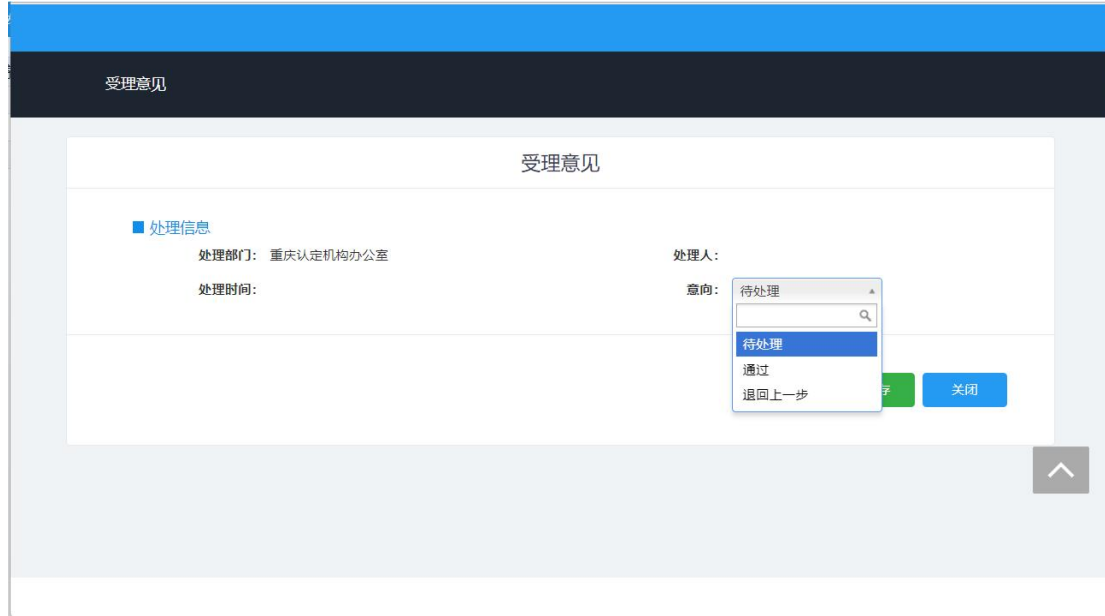 受理意见
受理意见
处理信息
处理部门： 重庆认定机构办公室
处理人：
处理时间：
意向： 待处理
待处理
通过
退回上一步
关闭